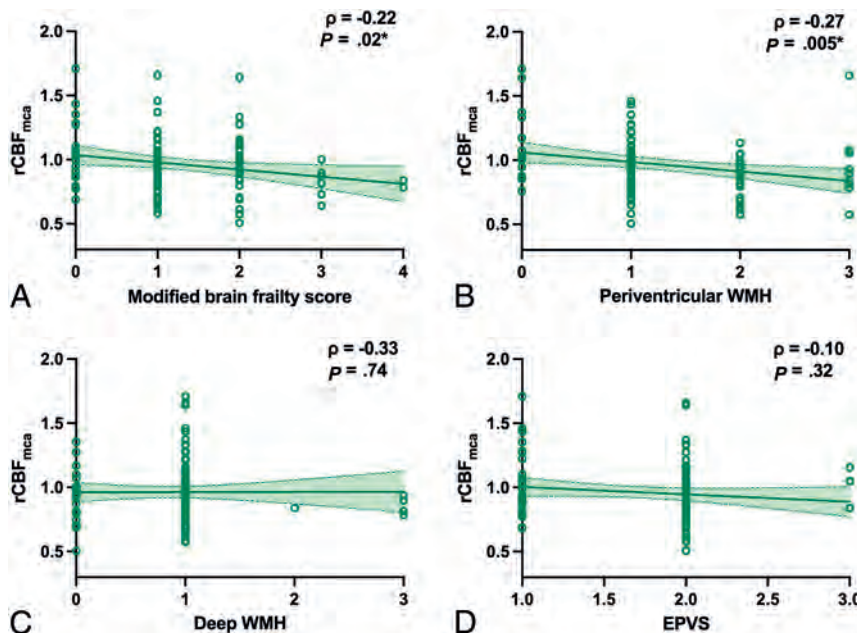 ρ = -0.22
P = .02*
2.0
1.5
1.0
0.5
rCBFmca
0 1 2 3 4
A
Modified brain frailty score
ρ = -0.27
P = .005*
2.0
1.5
1.0
0.5
rCBFmca
0 1 2 3
B
Periventricular WMH
ρ = -0.33
P = .74
2.0
1.5
1.0
0.5
rCBFmca
0 1 2 3
C
Deep WMH
ρ = -0.10
P = .32
2.0
1.5
1.0
0.5
rCBFmca
1.0 1.5 2.0 2.5 3.0
D
EPVS